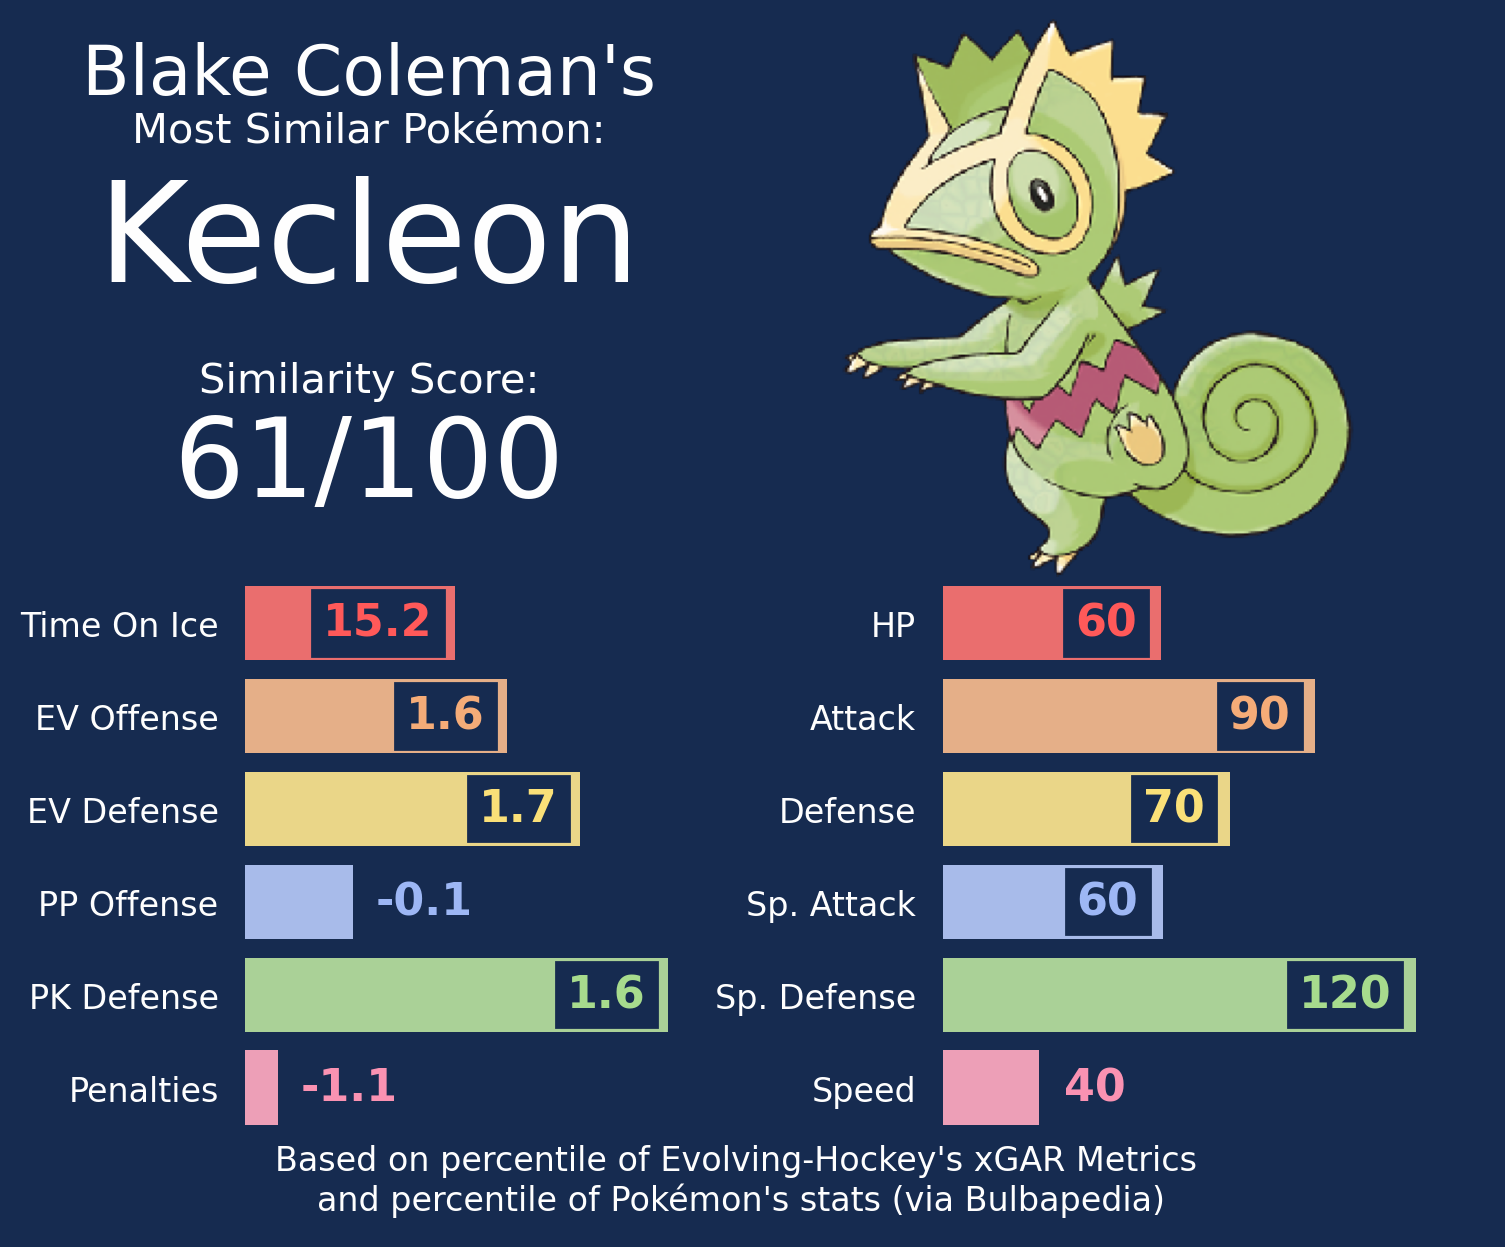 Blake Coleman's
Most Similar Pokémon:
Kecleon
Similarity Score:
61/100
Time On Ice 15.2
EV Offense 1.6
EV Defense 1.7
PP Offense -0.1
PK Defense 1.6
Penalties -1.1
HP 60
Attack 90
Defense 70
Sp. Attack 60
Sp. Defense 120
Speed 40
Based on percentile of Evolving-Hockey's xGAR Metrics
and percentile of Pokémon's stats (via Bulbapedia)